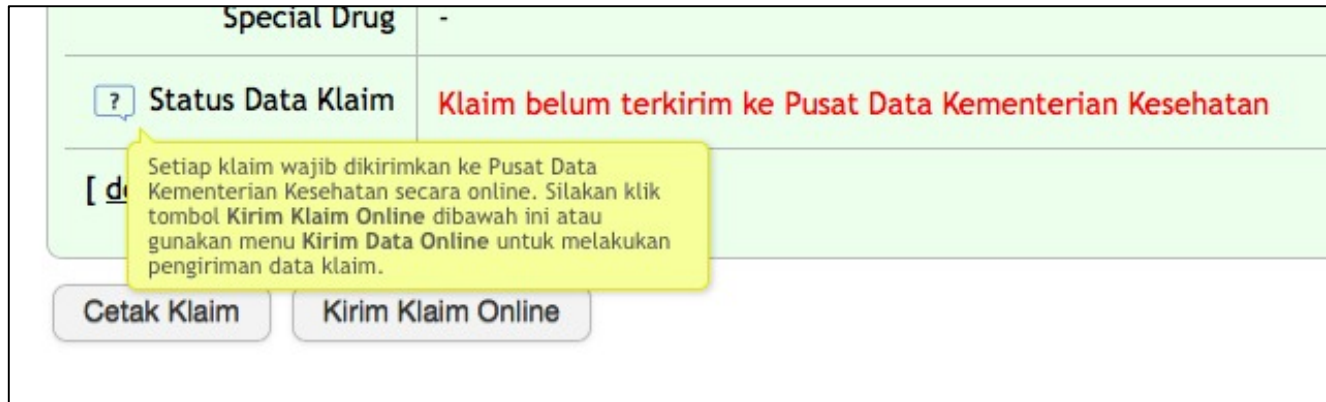 Special Drug -
Status Data Klaim Klaim belum terkirim ke Pusat Data Kementerian Kesehatan
?
Setiap klaim wajib dikirimkan ke Pusat Data
Kementerian Kesehatan secara online. Silakan klik
tombol Kirim Klaim Online dibawah ini atau
gunakan menu Kirim Data Online untuk melakukan
pengiriman data klaim.
[
Cetak Klaim Kirim Klaim Online